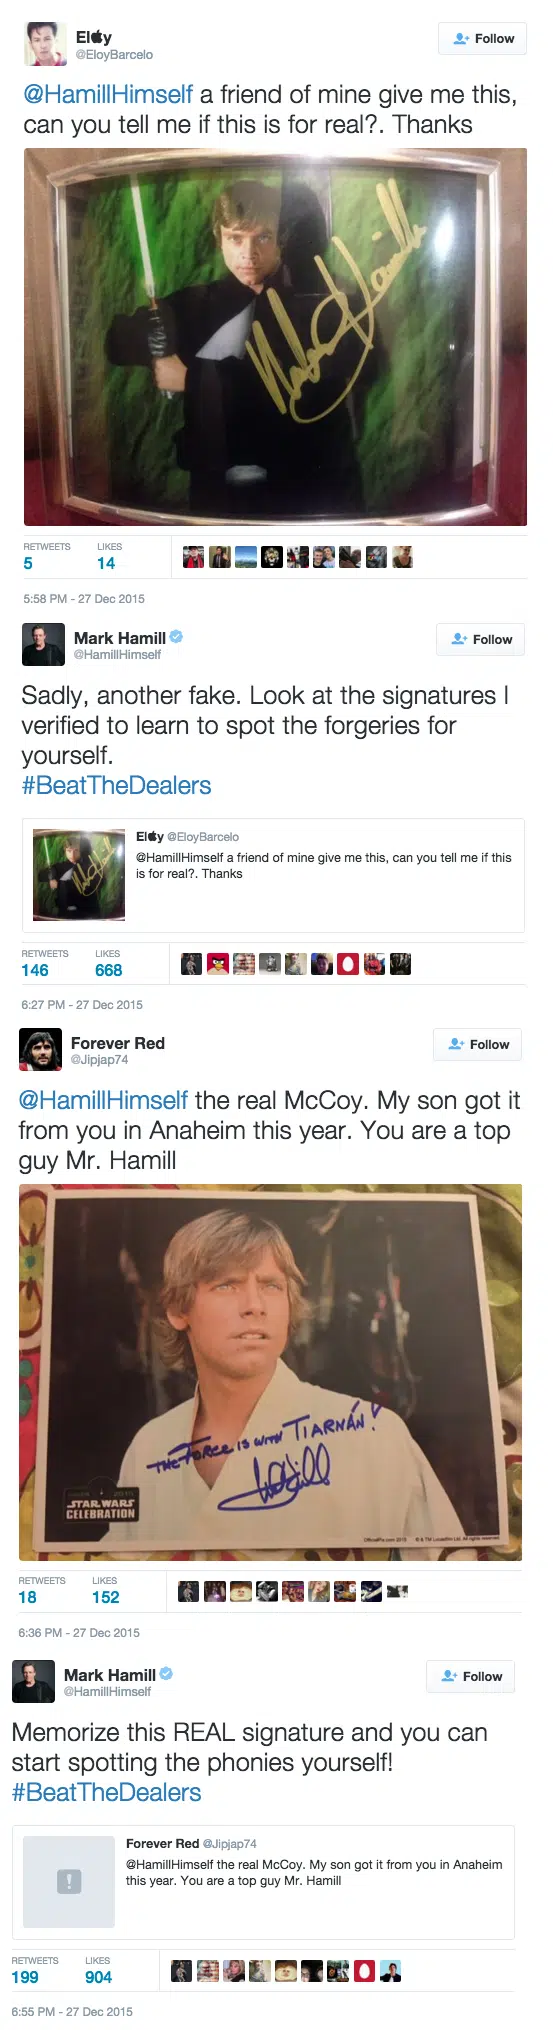 El🍎y
@EloyBarcelo
Follow
@HamillHimself a friend of mine give me this,
can you tell me if this is for real?. Thanks
Mark Hamill
RETWEETS LIKES
5 14
5:58 PM - 27 Dec 2015
Mark Hamill
@HamillHimself
Follow
Sadly, another fake. Look at the signatures I
verified to learn to spot the forgeries for
yourself.
#BeatTheDealers
El🍎y @EloyBarcelo
@HamillHimself a friend of mine give me this, can you tell me if this
is for real?. Thanks
RETWEETS LIKES
146 668
6:27 PM - 27 Dec 2015
Forever Red
@Jipjap74
Follow
@HamillHimself the real McCoy. My son got it
from you in Anaheim this year. You are a top
guy Mr. Hamill
THE FORCE IS WITH TIARNÁN!
STAR WARS
CELEBRATION
RETWEETS LIKES
18 152
6:36 PM - 27 Dec 2015
Mark Hamill
@HamillHimself
Follow
Memorize this REAL signature and you can
start spotting the phonies yourself!
#BeatTheDealers
Forever Red @Jipjap74
@HamillHimself the real McCoy. My son got it from you in Anaheim
this year. You are a top guy Mr. Hamill
RETWEETS LIKES
199 904
6:55 PM - 27 Dec 2015